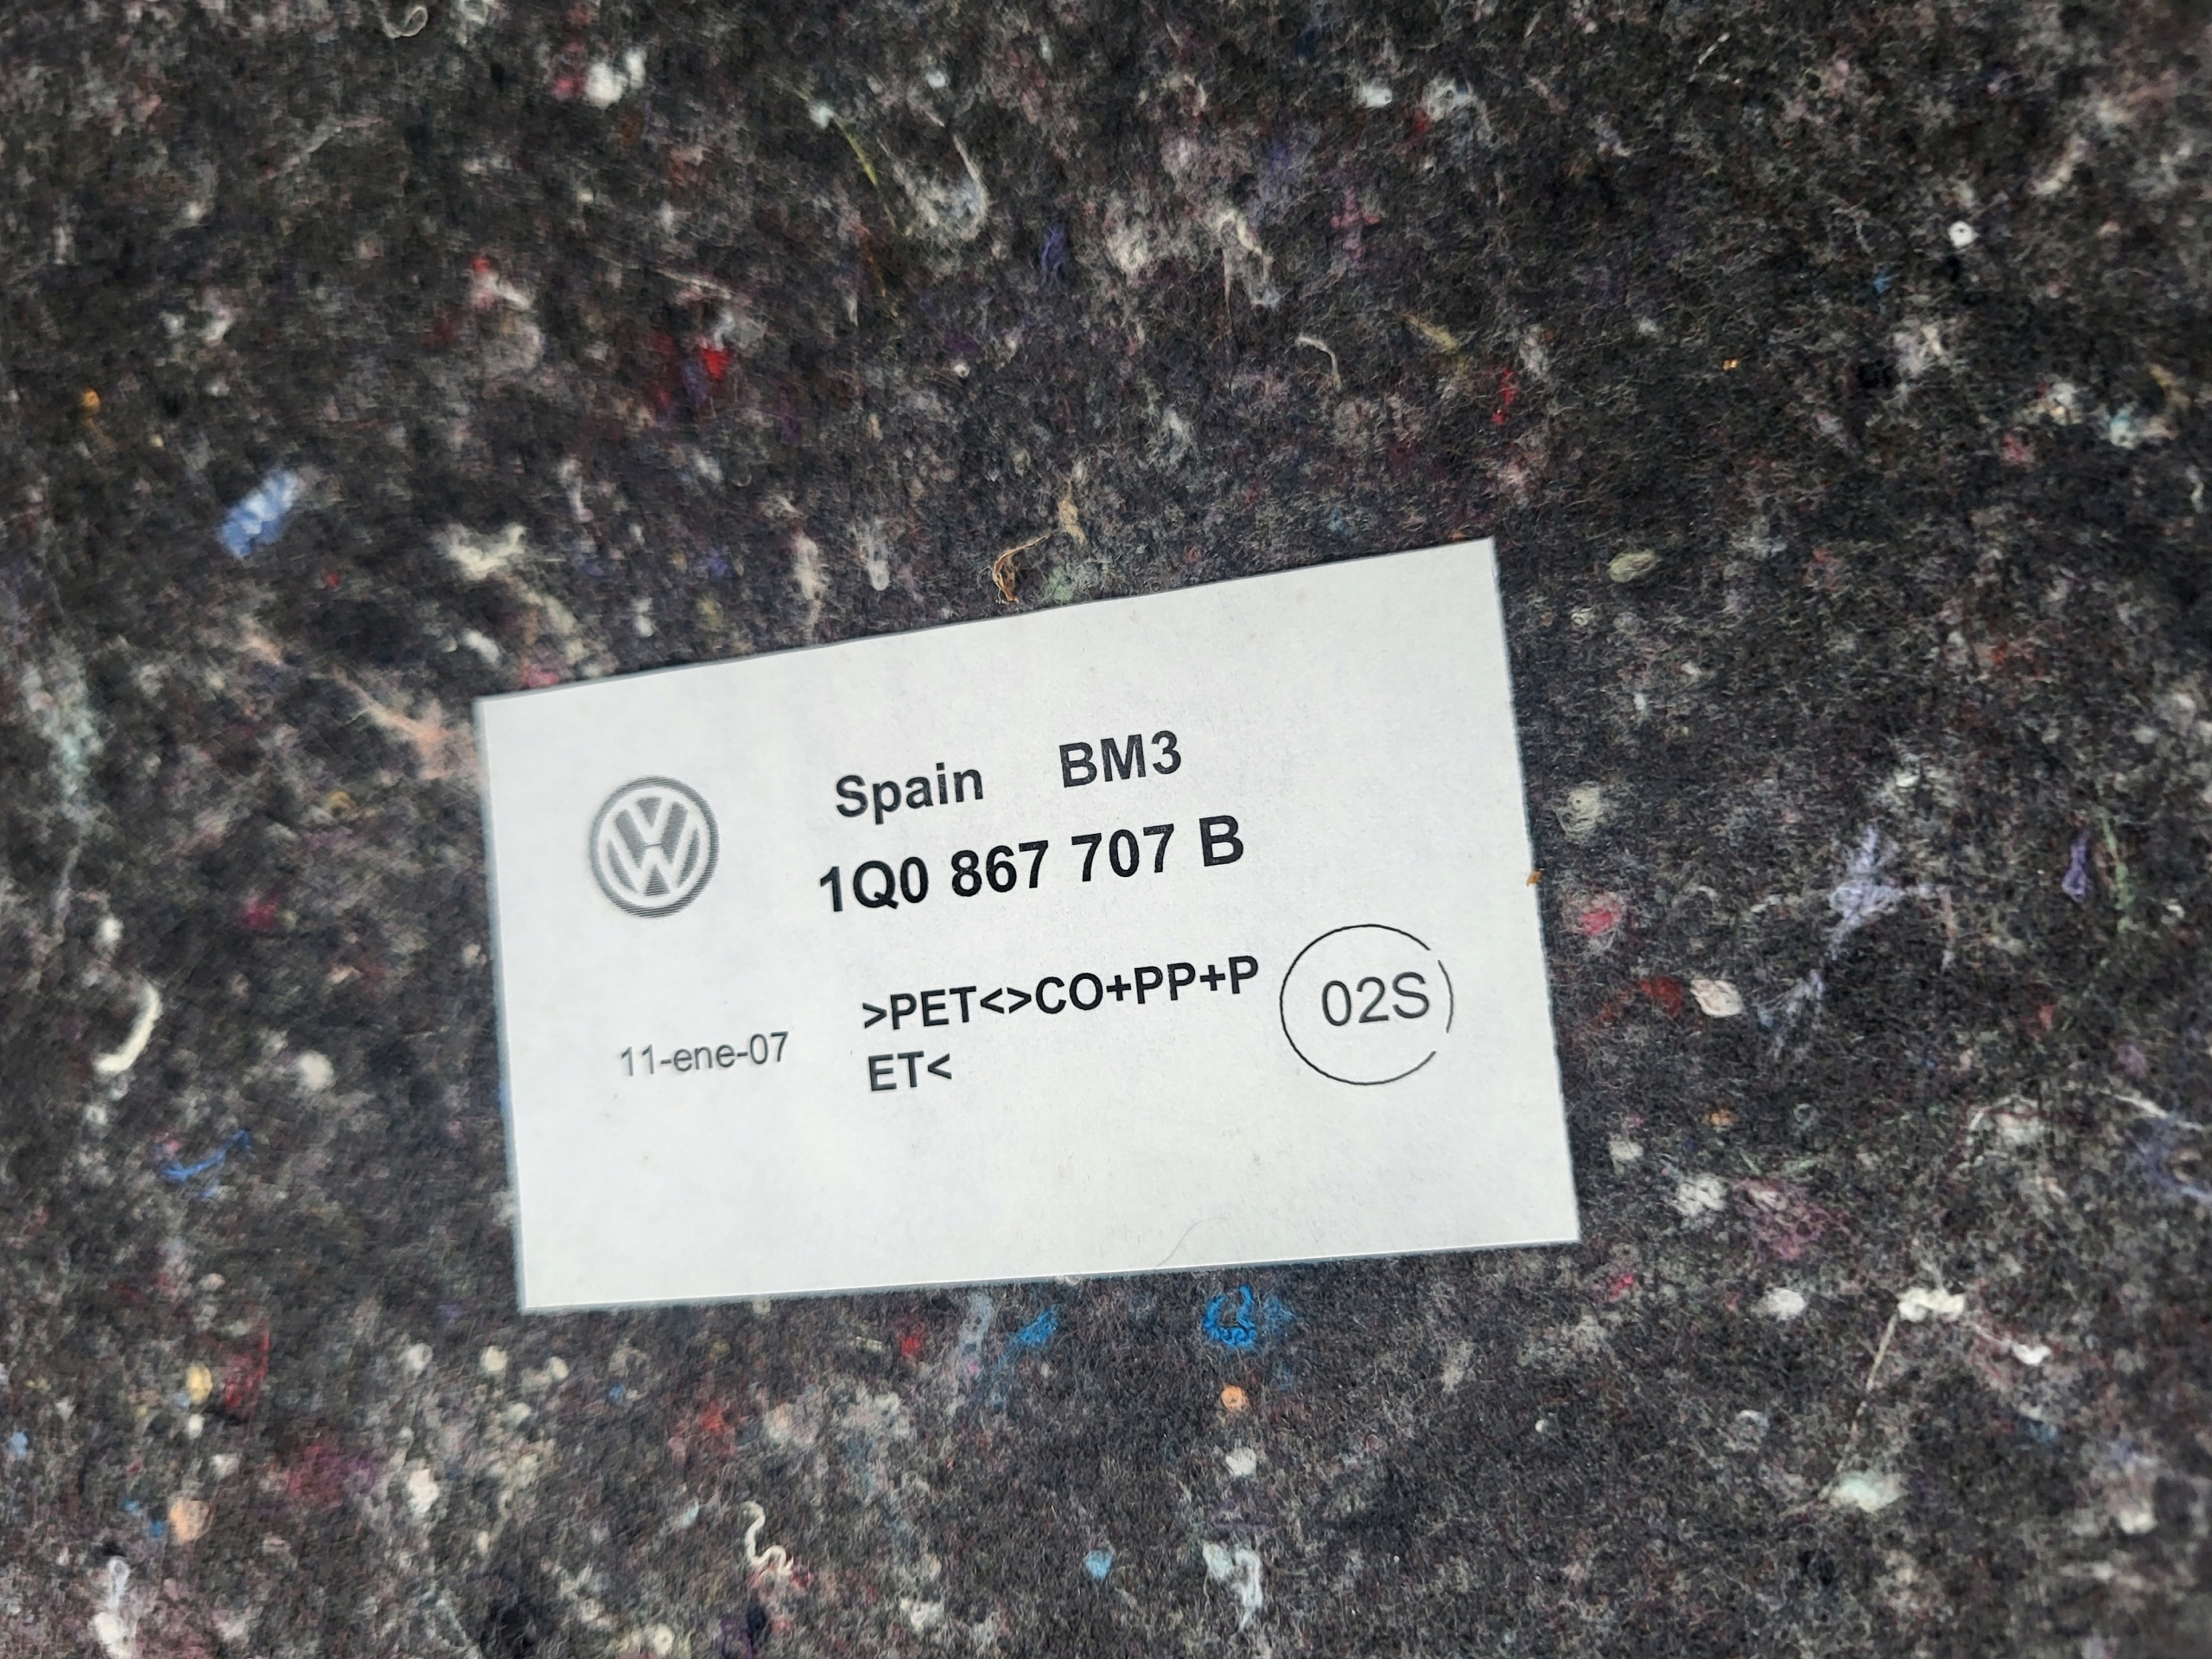 Spain BM3
1Q0 867 707 B
>PET<>CO+PP+P
ET<
02S
11-ene-07